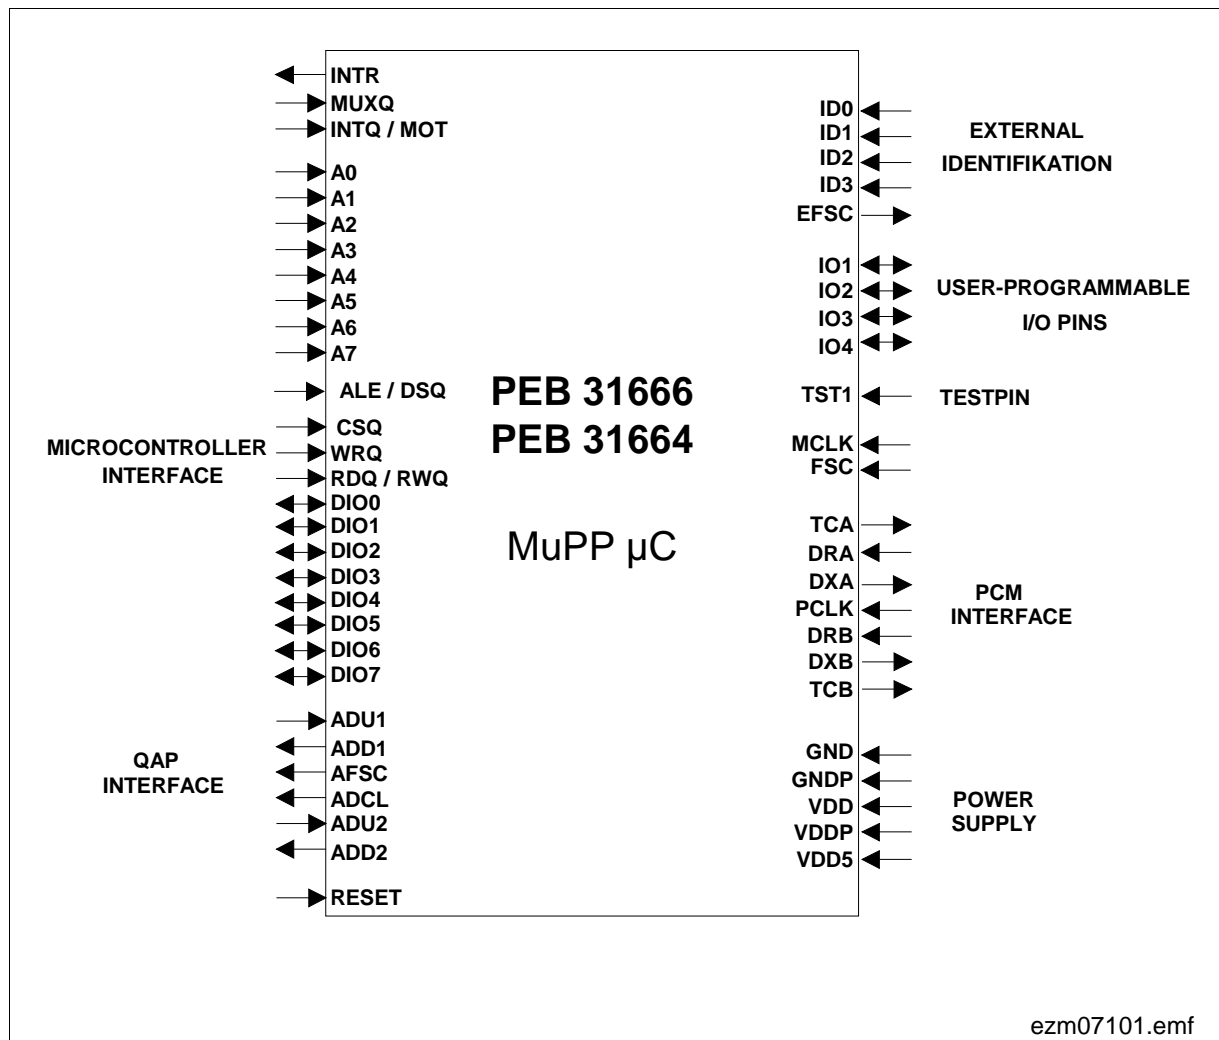 INTR
MUXQ
INTQ / MOT
A0
A1
A2
A3
A4
A5
A6
A7
ALE / DSQ
CSQ
WRQ
RDQ / RWQ
DIO0
DIO1
DIO2
DIO3
DIO4
DIO5
DIO6
DIO7
ADU1
ADD1
AFSC
ADCL
ADU2
ADD2
RESET
MICROCONTROLLER
INTERFACE
QAP
INTERFACE
PEB 31666
PEB 31664
MuPP µC
ID0
ID1
ID2
ID3
EFSC
IO1
IO2
IO3
IO4
TST1
MCLK
FSC
TCA
DRA
DXA
PCLK
DRB
DXB
TCB
GND
GNDP
VDD
VDDP
VDD5
EXTERNAL
IDENTIFIKATION
USER-PROGRAMMABLE
I/O PINS
TESTPIN
PCM
INTERFACE
POWER
SUPPLY
ezm07101.emf